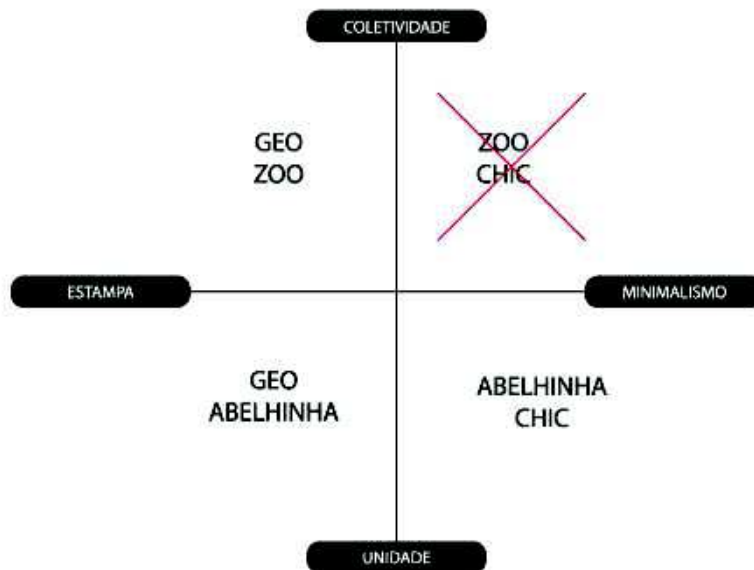 COLETIVIDADE
GEO
ZOO
ZOO
CHIC
ESTAMPA
MINIMALISMO
GEO
ABELHINHA
ABELHINHA
CHIC
UNIDADE